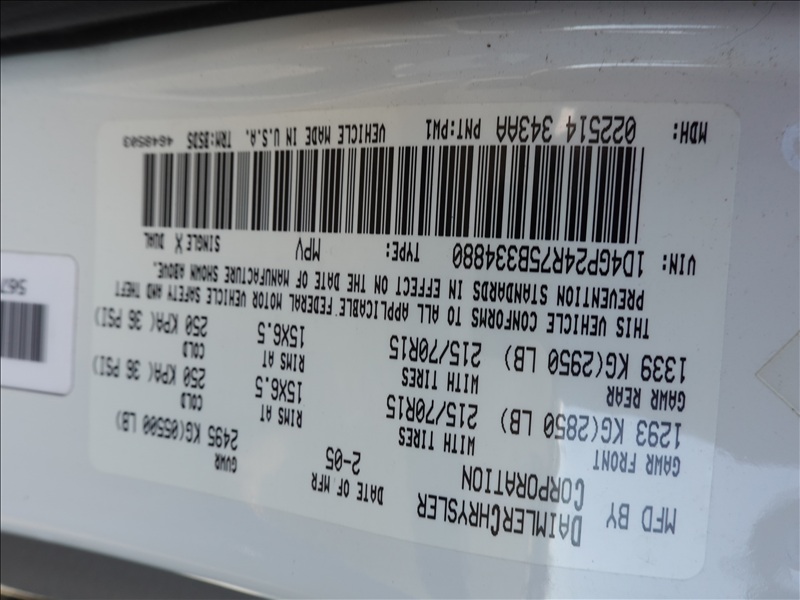 MFD BY DAIMLERCHRYSLER CORPORATION
DATE OF MFR 2-05
GVWR 2495 KG(05500 LB)
GAWR FRONT 1293 KG(2850 LB)
WITH TIRES 215/70R15
RIMS AT 15X6.5
COLD 250 KPA(36 PSI)
GAWR REAR 1339 KG(2950 LB)
WITH TIRES 215/70R15
RIMS AT 15X6.5
COLD 250 KPA(36 PSI)
THIS VEHICLE CONFORMS TO ALL APPLICABLE FEDERAL MOTOR VEHICLE SAFETY AND THEFT
PREVENTION STANDARDS IN EFFECT ON THE DATE OF MANUFACTURE SHOWN ABOVE.
VIN: 1D4GP24R75B334880 TYPE: MPV SINGLE X DUAL
MDH: 022514 343AA PNT:PW1 VEHICLE MADE IN U.S.A. TRM:BSDS 4648503
567